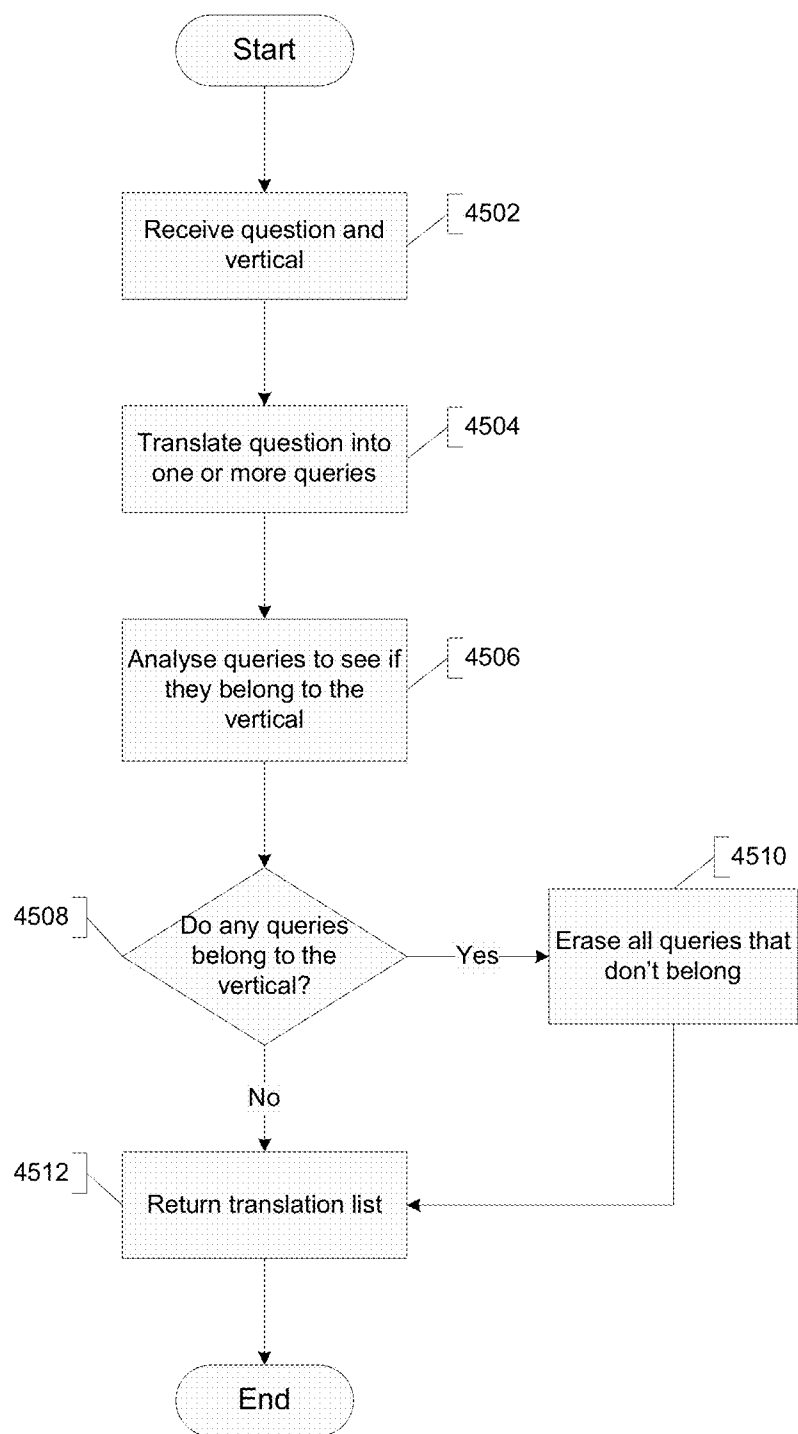 Start
Receive question and
vertical
4502
Translate question into
one or more queries
4504
Analyse queries to see if
they belong to the
vertical
4506
4508
Do any queries
belong to the
vertical?
Yes
4510
Erase all queries that
don't belong
No
4512
Return translation list
End